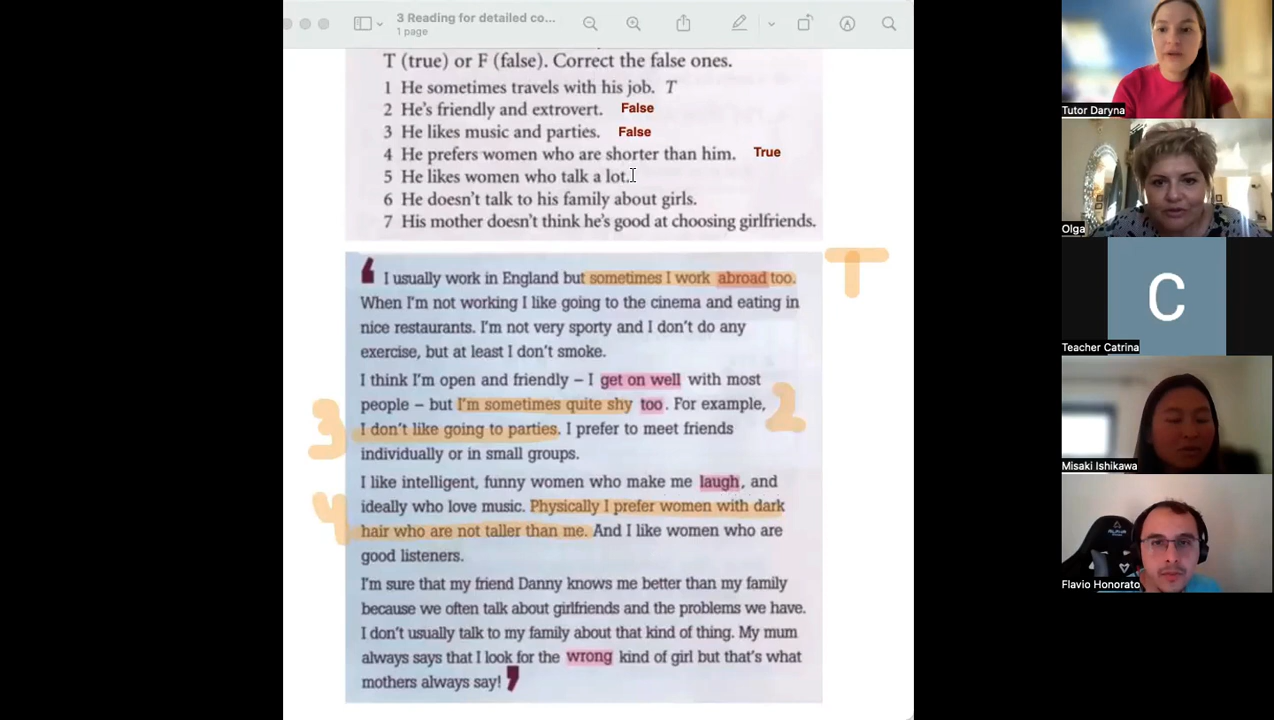 3 Reading for detailed co...
1 page
T (true) or F (false). Correct the false ones.
1 He sometimes travels with his job. T
2 He's friendly and extrovert. False
3 He likes music and parties. False
4 He prefers women who are shorter than him. True
5 He likes women who talk a lot.
6 He doesn't talk to his family about girls.
7 His mother doesn't think he's good at choosing girlfriends.
❛ I usually work in England but sometimes I work abroad too. T
When I'm not working I like going to the cinema and eating in
nice restaurants. I'm not very sporty and I don't do any
exercise, but at least I don't smoke.
I think I'm open and friendly – I get on well with most
people – but I'm sometimes quite shy too. For example, 2
3 I don't like going to parties. I prefer to meet friends
individually or in small groups.
I like intelligent, funny women who make me laugh, and
ideally who love music. Physically I prefer women with dark
4 hair who are not taller than me. And I like women who are
good listeners.
I'm sure that my friend Danny knows me better than my family
because we often talk about girlfriends and the problems we have.
I don't usually talk to my family about that kind of thing. My mum
always says that I look for the wrong kind of girl but that's what
mothers always say! ❜
Tutor Daryna
Olga
C
Teacher Catrina
Misaki Ishikawa
Flavio Honorato